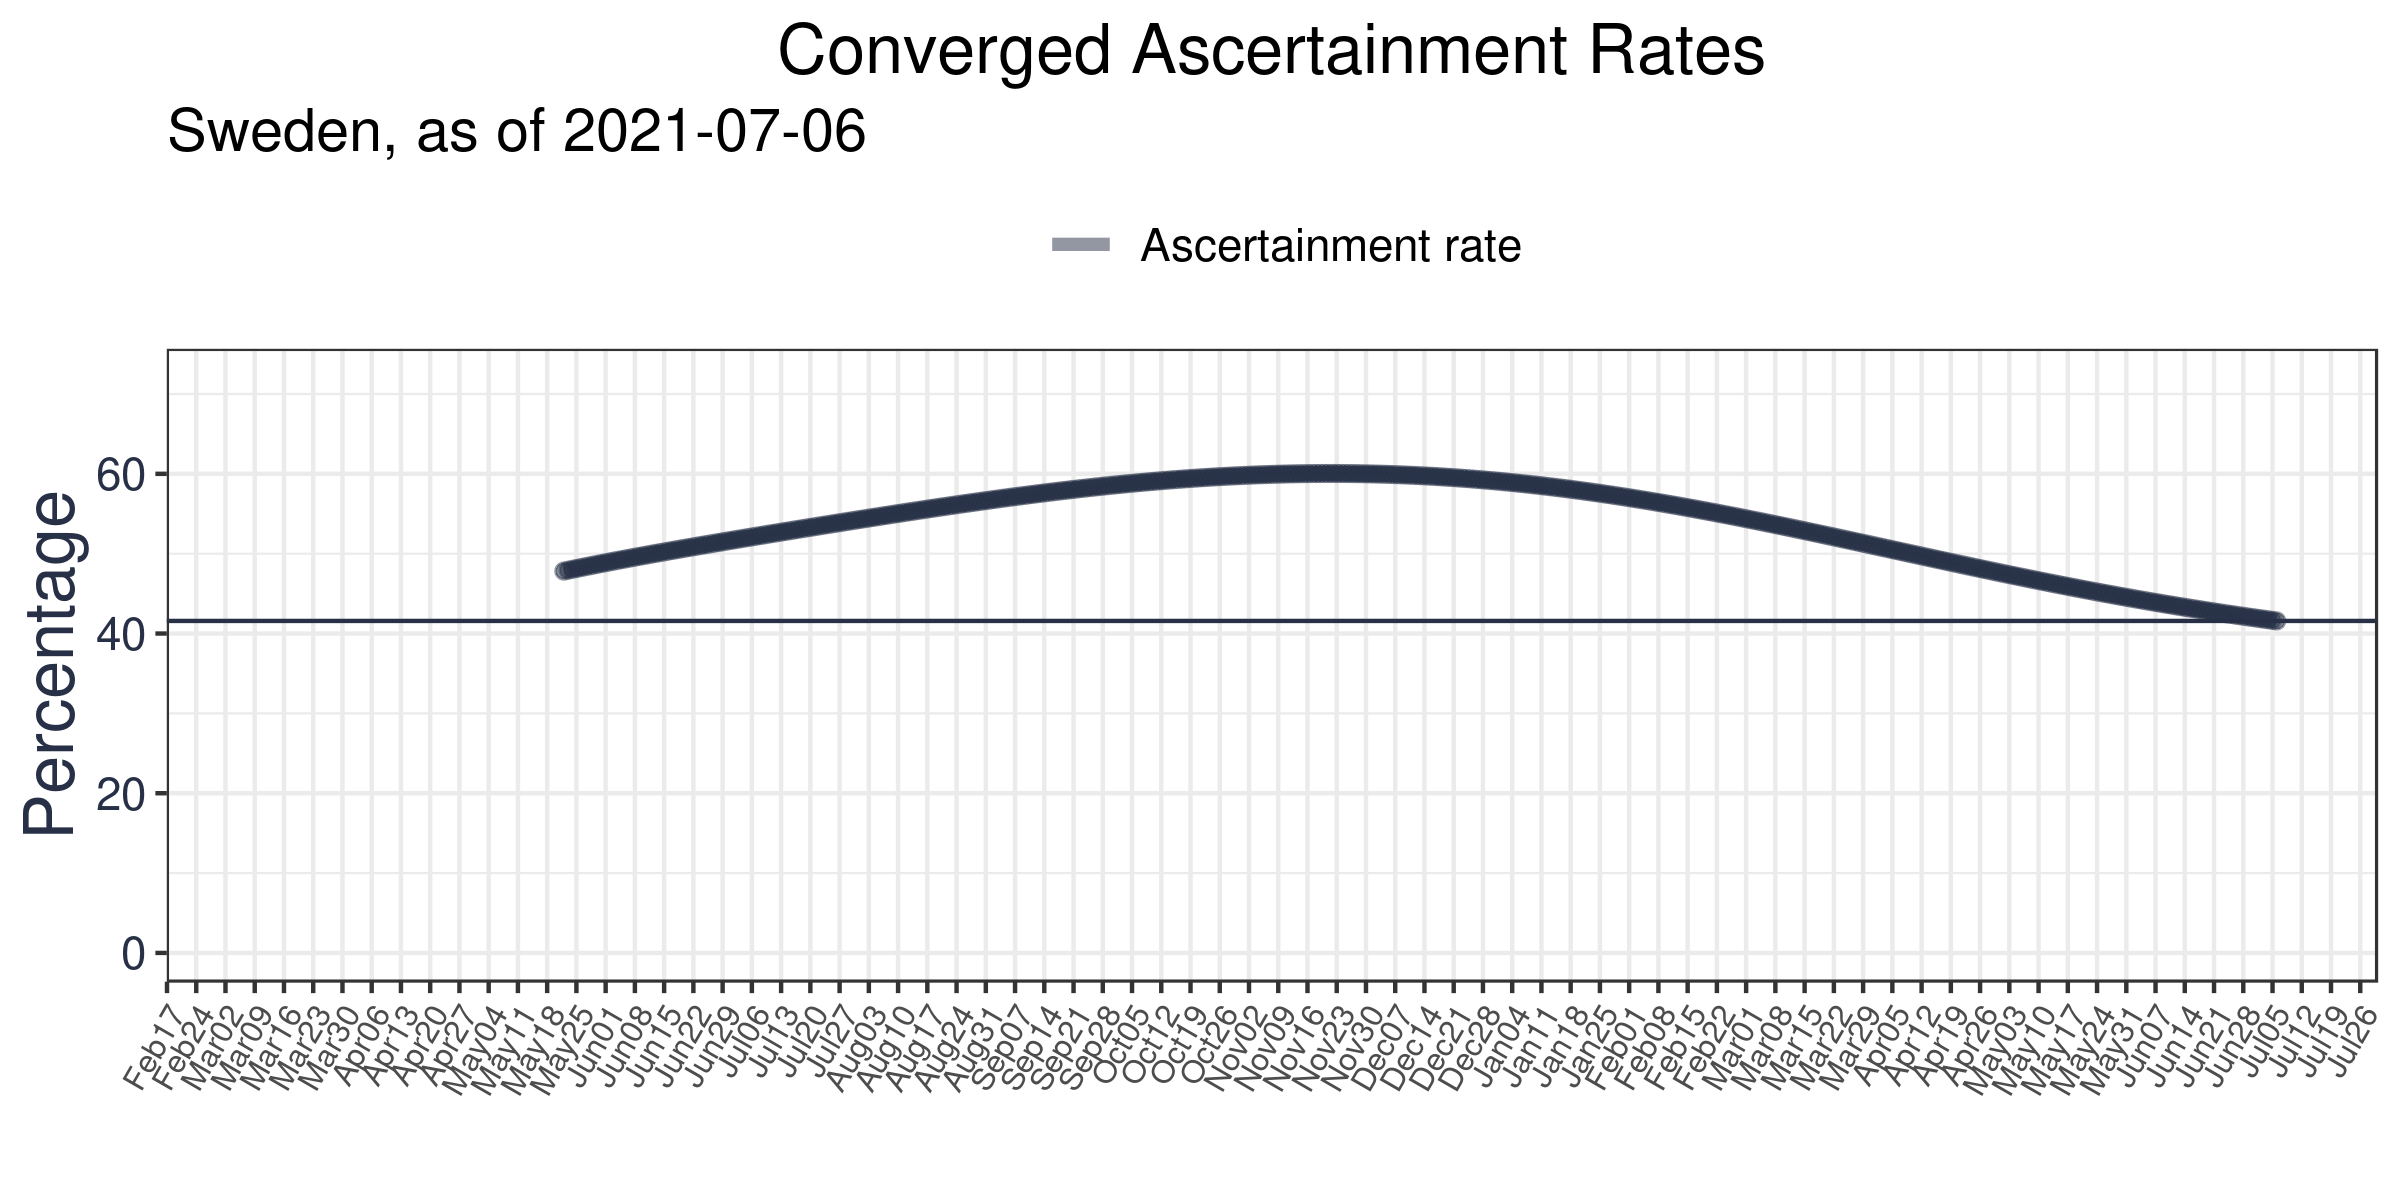 Converged Ascertainment Rates
Sweden, as of 2021-07-06
Ascertainment rate
Percentage
60
40
20
0
Feb17 Feb24 Mar02 Mar09 Mar16 Mar23 Mar30 Apr06 Apr13 Apr20 Apr27 May04 May11 May18 May25 Jun01 Jun08 Jun15 Jun22 Jun29 Jul06 Jul13 Jul20 Jul27 Aug03 Aug10 Aug17 Aug24 Aug31 Sep07 Sep14 Sep21 Sep28 Oct05 Oct12 Oct19 Oct26 Nov02 Nov09 Nov16 Nov23 Nov30 Dec07 Dec14 Dec21 Dec28 Jan04 Jan11 Jan18 Jan25 Feb01 Feb08 Feb15 Feb22 Mar01 Mar08 Mar15 Mar22 Mar29 Apr05 Apr12 Apr19 Apr26 May03 May10 May17 May24 May31 Jun07 Jun14 Jun21 Jun28 Jul05 Jul12 Jul19 Jul26